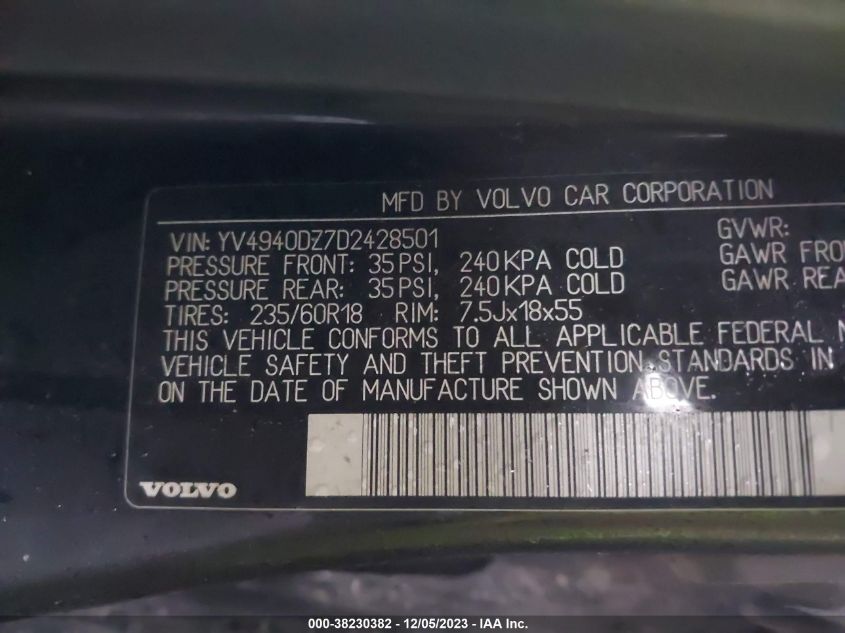 MFD BY VOLVO CAR CORPORATION
VIN: YV4940DZ7D2428501 GVWR:
PRESSURE FRONT: 35PSI, 240KPA COLD GAWR FRO
PRESSURE REAR: 35PSI, 240KPA COLD GAWR REA
TIRES: 235/60R18 RIM: 7.5Jx18x55
THIS VEHICLE CONFORMS TO ALL APPLICABLE FEDERAL
VEHICLE SAFETY AND THEFT PREVENTION STANDARDS IN
ON THE DATE OF MANUFACTURE SHOWN ABOVE.
VOLVO
000-38230382 - 12/05/2023 - IAA Inc.